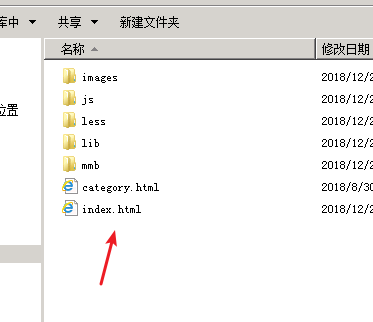 库中 共享 新建文件夹
名称 修改日期
images 2018/12/2
js 2018/12/2
位置
less 2018/12/2
lib 2018/12/2
mmb 2018/12/2
category.html 2018/8/30
index.html 2018/12/2